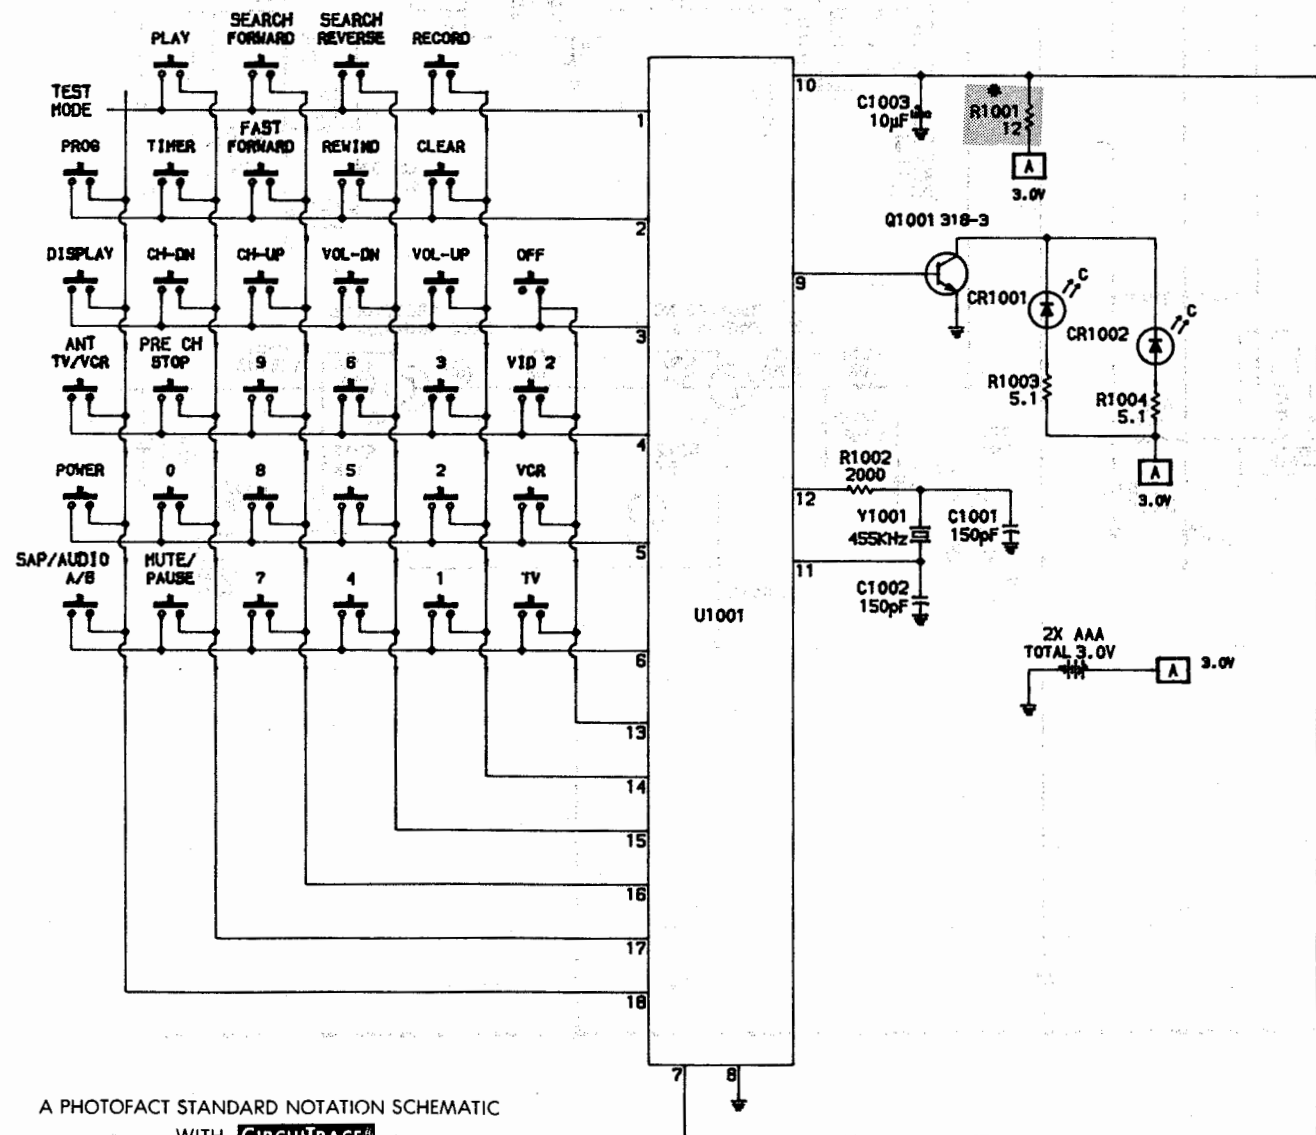 SEARCH SEARCH
PLAY FORWARD REVERSE RECORD
TEST
MODE
1
10
C1003
10µF
R1001
12
A
3.0V
FAST
PROG TIMER FORWARD REWIND CLEAR
2
Q1001 318-3
DISPLAY CH-DN CH-UP VOL-DN VOL-UP OFF
3
9
CR1001
C
CR1002
C
R1003
5.1
R1004
5.1
A
3.0V
ANT PRE CH
TV/VCR STOP 9 6 3 VID 2
4
POWER 0 8 5 2 VCR
5
R1002
2000
12
Y1001
455KHz
C1001
150pF
11
C1002
150pF
SAP/AUDIO MUTE/
A/B PAUSE 7 4 1 TV
6
U1001
2X AAA
TOTAL 3.0V
A 3.0V
13
14
15
16
17
18
7 8
A PHOTOFACT STANDARD NOTATION SCHEMATIC
WITH CIRCUITRACE